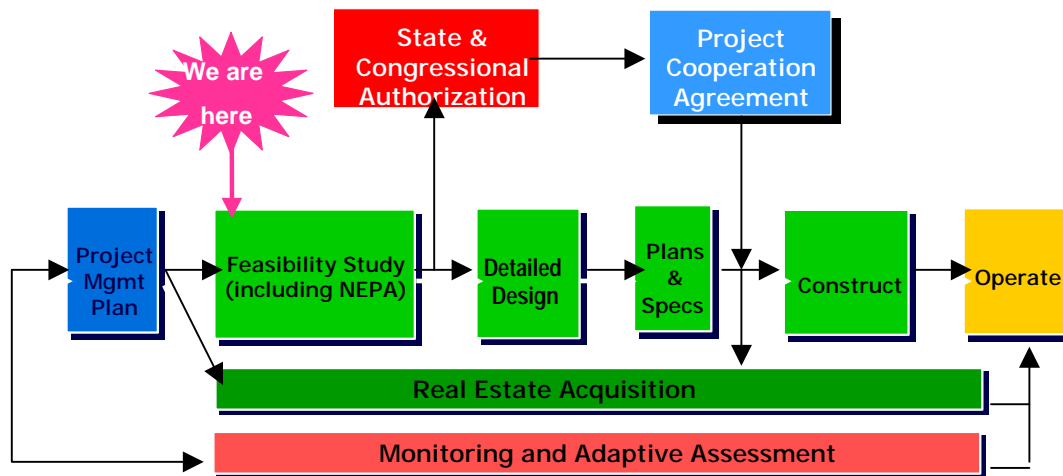 We are
here
State &
Congressional
Authorization
Project
Cooperation
Agreement
Project
Mgmt
Plan
Feasibility Study
(including NEPA)
Detailed
Design
Plans
&
Specs
Construct
Operate
Real Estate Acquisition
Monitoring and Adaptive Assessment